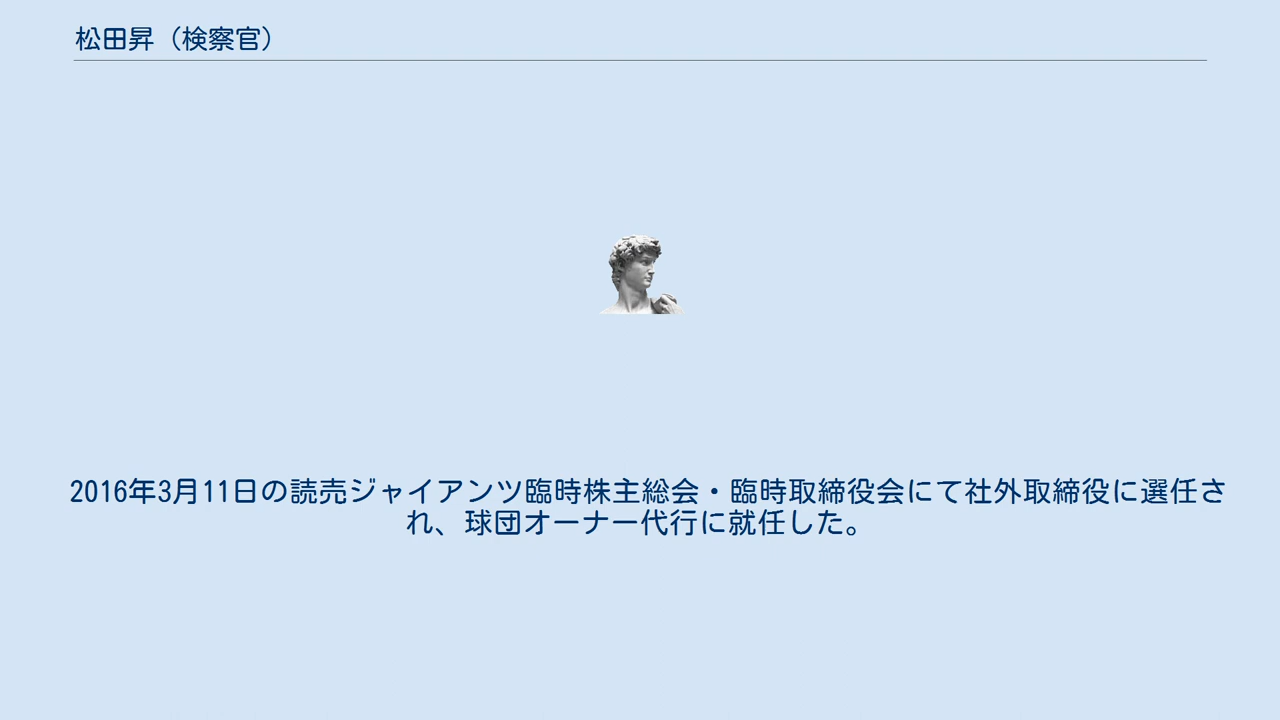 松田昇（検察官）
2016年3月11日の読売ジャイアンツ臨時株主総会・臨時取締役会にて社外取締役に選任さ
れ、球団オーナー代行に就任した。